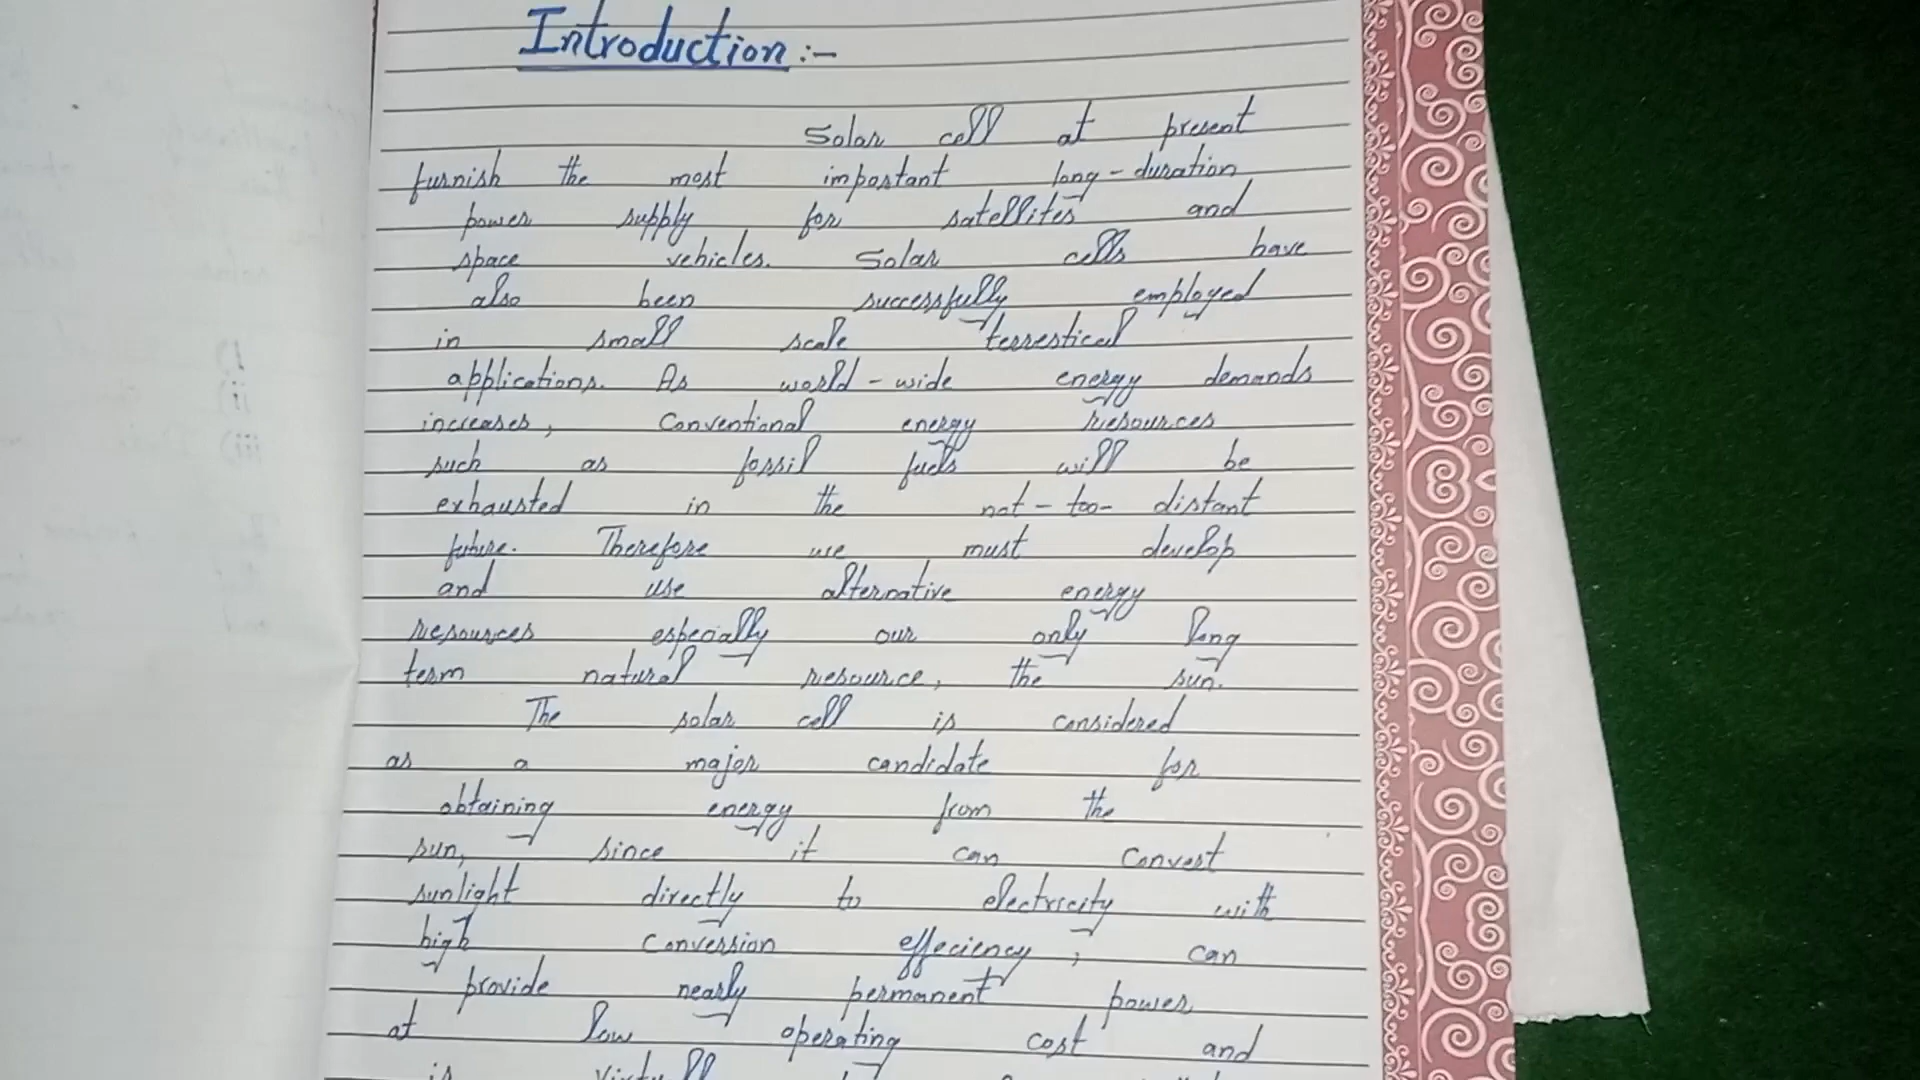 Introduction :-
Solar cell at present
furnish the most important long-duration
power supply for satellites and
space vehicles. Solar cells have
also been successfully employed
in small scale terrestical
applications. As world-wide energy demands
increases, Conventional energy resources
such as fossil fuels will be
exhausted in the not-too-distant
future. Therefore we must develop
and use alternative energy
resources especially our only long
term natural resource, the sun.
The solar cell is considered
as a major candidate for
obtaining energy from the
sun, since it can Convert
sunlight directly to electricity with
high Conversion effeciency, can
provide nearly permanent power
at low operating cost and
is